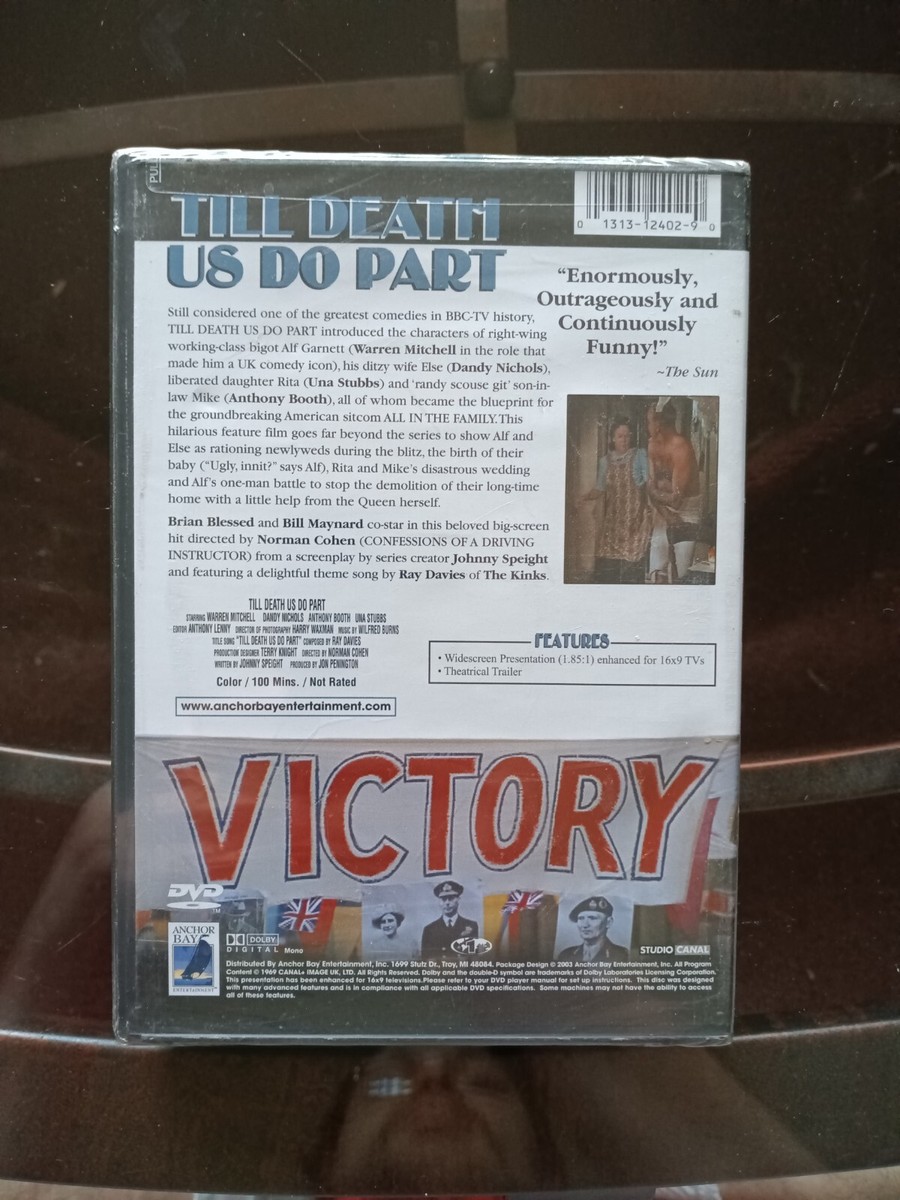 PUL
TILL DEATH
US DO PART
0 1313-12402-9 0
“Enormously,
Outrageously and
Continuously
Funny!”
~The Sun
Still considered one of the greatest comedies in BBC-TV history,
TILL DEATH US DO PART introduced the characters of right-wing
working-class bigot Alf Garnett (Warren Mitchell in the role that
made him a UK comedy icon), his ditzy wife Else (Dandy Nichols),
liberated daughter Rita (Una Stubbs) and ‘randy scouse git’ son-in-
law Mike (Anthony Booth), all of whom became the blueprint for
the groundbreaking American sitcom ALL IN THE FAMILY. This
hilarious feature film goes far beyond the series to show Alf and
Else as rationing newlyweds during the blitz, the birth of their
baby (“Ugly, innit?” says Alf), Rita and Mike’s disastrous wedding
and Alf’s one-man battle to stop the demolition of their long-time
home with a little help from the Queen herself.
Brian Blessed and Bill Maynard co-star in this beloved big-screen
hit directed by Norman Cohen (CONFESSIONS OF A DRIVING
INSTRUCTOR) from a screenplay by series creator Johnny Speight
and featuring a delightful theme song by Ray Davies of The Kinks.
TILL DEATH US DO PART
STARRING WARREN MITCHELL DANDY NICHOLS ANTHONY BOOTH UNA STUBBS
EDITOR ANTHONY LENNY DIRECTOR OF PHOTOGRAPHY HARRY WAXMAN MUSIC BY WILFRED BURNS
TITLE SONG "TILL DEATH US DO PART" COMPOSED BY RAY DAVIES
PRODUCTION DESIGNER TERRY KNIGHT DIRECTED BY NORMAN COHEN
WRITTEN BY JOHNNY SPEIGHT PRODUCED BY JON PENINGTON
Color / 100 Mins. / Not Rated
www.anchorbayentertainment.com
FEATURES
• Widescreen Presentation (1.85:1) enhanced for 16x9 TVs
• Theatrical Trailer
VICTORY
DVD
TM
ANCHOR
BAY
ENTERTAINMENT
DOLBY
DIGITAL Mono
1
STUDIO CANAL
Distributed By Anchor Bay Entertainment, Inc. 1699 Stutz Dr., Troy, MI 48084. Package Design © 2003 Anchor Bay Entertainment, Inc. All Program
Content © 1969 CANAL+ IMAGE UK, LTD. All Rights Reserved. Dolby and the double-D symbol are trademarks of Dolby Laboratories Licensing Corporation.
This presentation has been enhanced for 16x9 televisions. Please refer to your DVD player manual for set up instructions. This disc was designed
with many advanced features and is in compliance with all applicable DVD specifications. Some machines may not have the ability to access
all of these features.